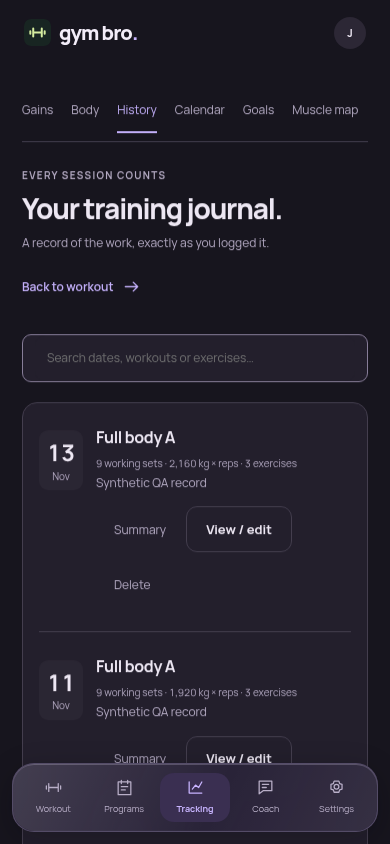 gym bro.
J
Gains Body History Calendar Goals Muscle map
EVERY SESSION COUNTS
Your training journal.
A record of the work, exactly as you logged it.
Back to workout →
Search dates, workouts or exercises...
13
Nov
Full body A
9 working sets · 2,160 kg × reps · 3 exercises
Synthetic QA record
Summary View / edit
Delete
11
Nov
Full body A
9 working sets · 1,920 kg × reps · 3 exercises
Synthetic QA record
Summary View / edit
Workout Programs Tracking Coach Settings